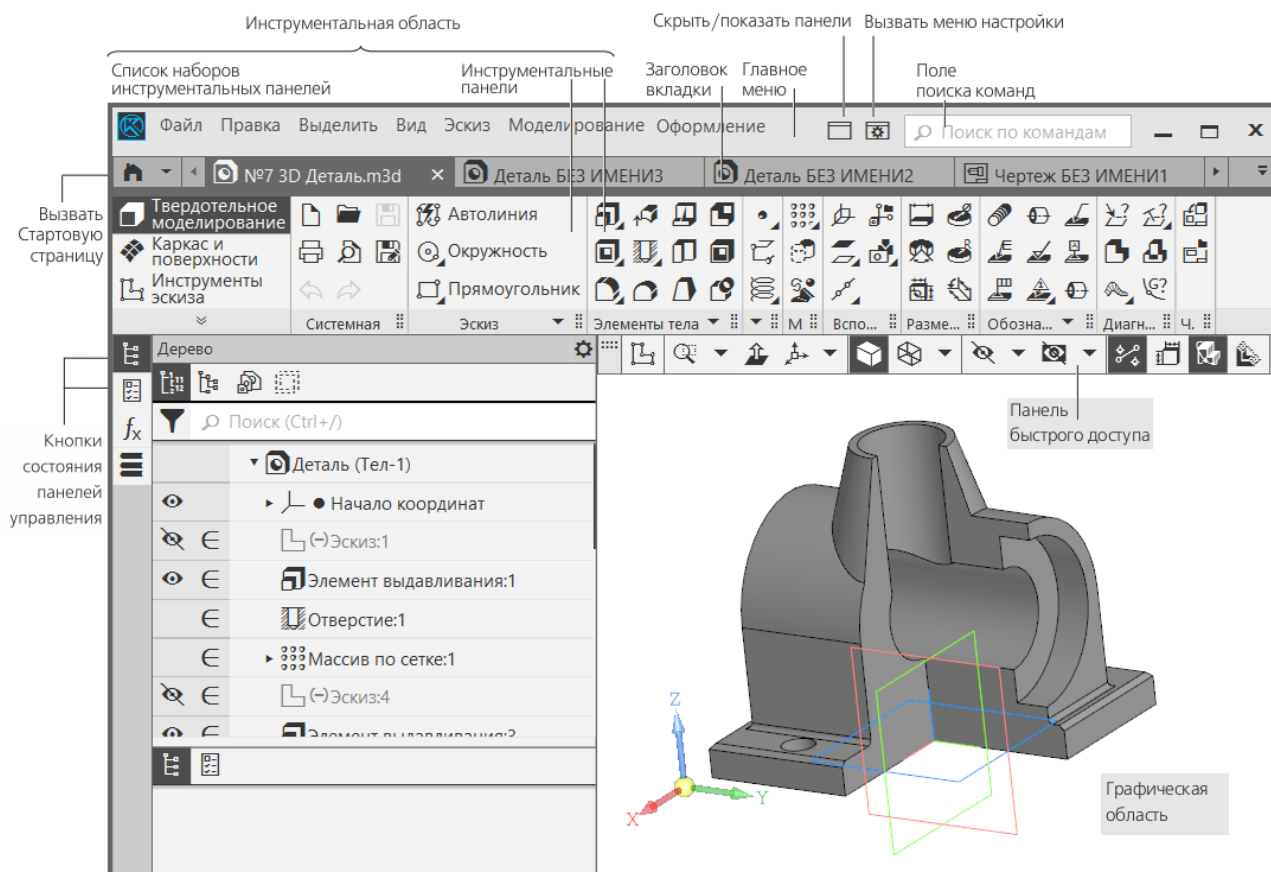 Инструментальная область
Скрыть/показать панели
Вызвать меню настройки
Список наборов
инструментальных панелей
Инструментальные
панели
Заголовок
вкладки
Главное
меню
Поле
поиска команд
Файл Правка Выделить Вид Эскиз Моделирование Оформление
Поиск по командам
№7 3D Деталь.m3d
Деталь БЕЗ ИМЕНИ3
Деталь БЕЗ ИМЕНИ2
Чертеж БЕЗ ИМЕНИ1
Вызвать
Стартовую
страницу
Твердотельное
моделирование
Каркас и
поверхности
Инструменты
эскиза
Автолиния
Окружность
Прямоугольник
Системная
Эскиз
Элементы тела
М
Вспо...
Разме...
Обозна...
Диагн...
Ч.
Кнопки
состояния
панелей
управления
Дерево
Поиск (Ctrl+/)
Деталь (Тел-1)
Начало координат
(−)Эскиз:1
Элемент выдавливания:1
Отверстие:1
Массив по сетке:1
(−)Эскиз:4
Элемент выдавливания:3
Панель
быстрого доступа
Z
X
Y
Графическая
область